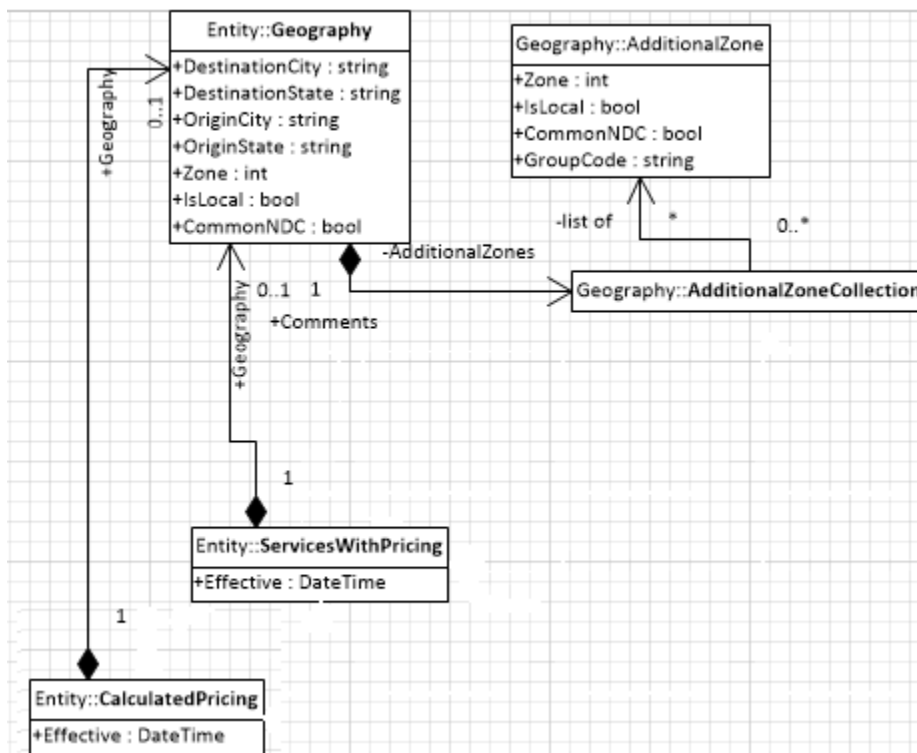 Entity::Geography
+DestinationCity : string
+DestinationState : string
+OriginCity : string
+OriginState : string
+Zone : int
+IsLocal : bool
+CommonNDC : bool
Geography::AdditionalZone
+Zone : int
+IsLocal : bool
+CommonNDC : bool
+GroupCode : string
+Geography
0..1
-list of
*
0..*
-AdditionalZones
Geography::AdditionalZoneCollection
+Geography
0..1
1
+Comments
1
Entity::ServicesWithPricing
+Effective : DateTime
1
Entity::CalculatedPricing
+Effective : DateTime